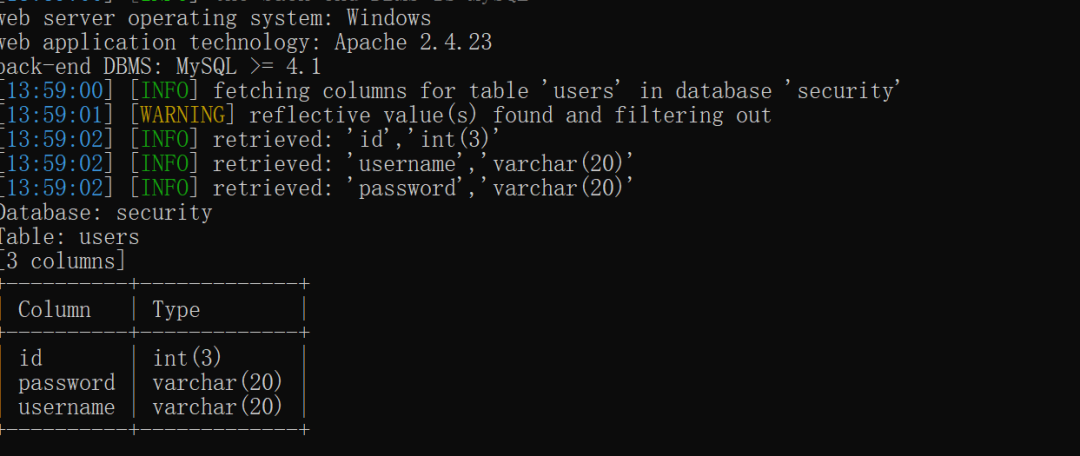 web server operating system: Windows
web application technology: Apache 2.4.23
back-end DBMS: MySQL >= 4.1
[13:59:00] [INFO] fetching columns for table 'users' in database 'security'
[13:59:01] [WARNING] reflective value(s) found and filtering out
[13:59:02] [INFO] retrieved: 'id','int(3)'
[13:59:02] [INFO] retrieved: 'username','varchar(20)'
[13:59:02] [INFO] retrieved: 'password','varchar(20)'
Database: security
Table: users
[3 columns]
+----------+-------------+
| Column | Type |
+----------+-------------+
| id | int(3) |
| password | varchar(20) |
| username | varchar(20) |
+----------+-------------+